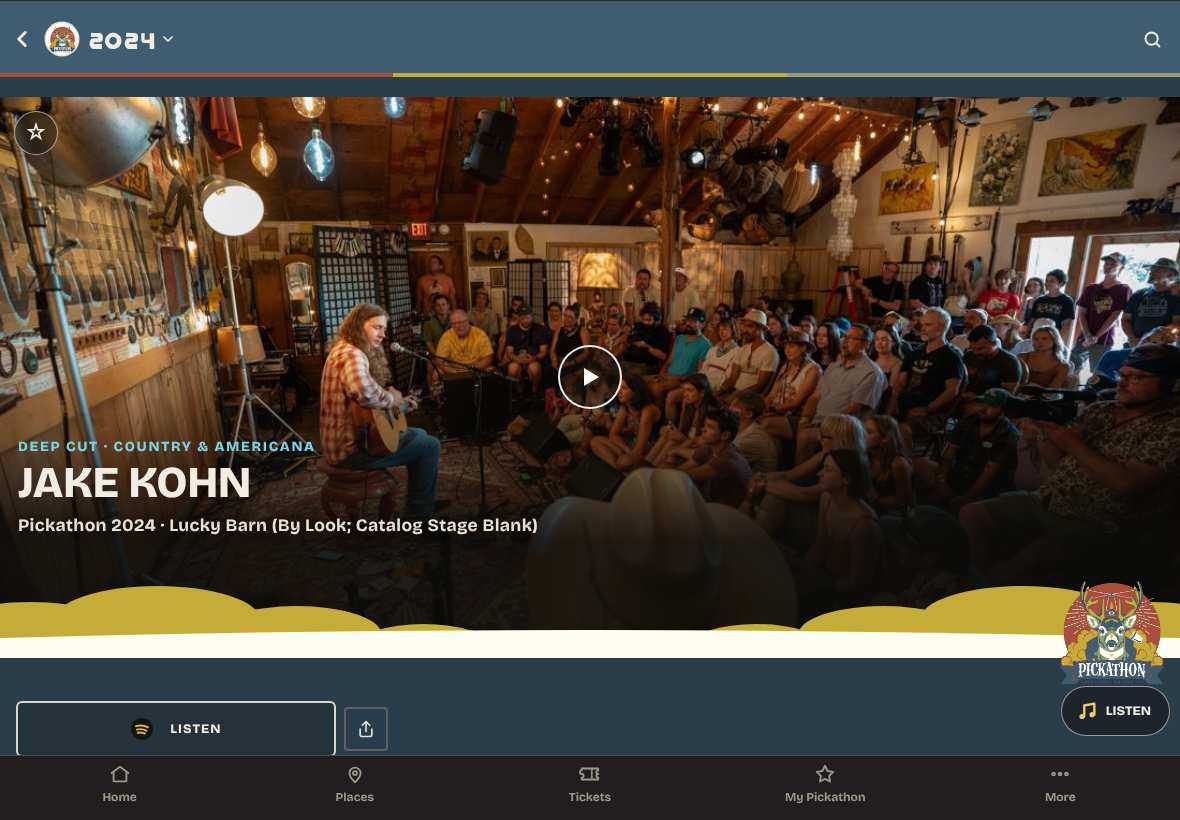 2024
EXIT
DEEP CUT · COUNTRY & AMERICANA
JAKE KOHN
Pickathon 2024 · Lucky Barn (By Look; Catalog Stage Blank)
PICKATHON
LISTEN
LISTEN
Home
Places
Tickets
My Pickathon
More